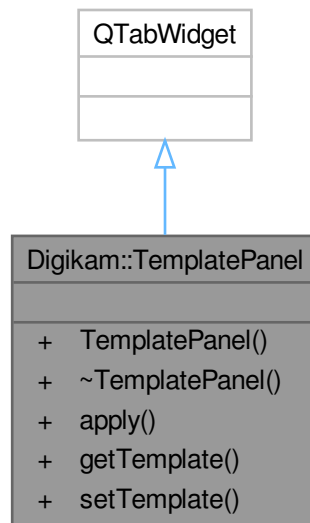 QTabWidget
Digikam::TemplatePanel
+ TemplatePanel()
+ ~TemplatePanel()
+ apply()
+ getTemplate()
+ setTemplate()